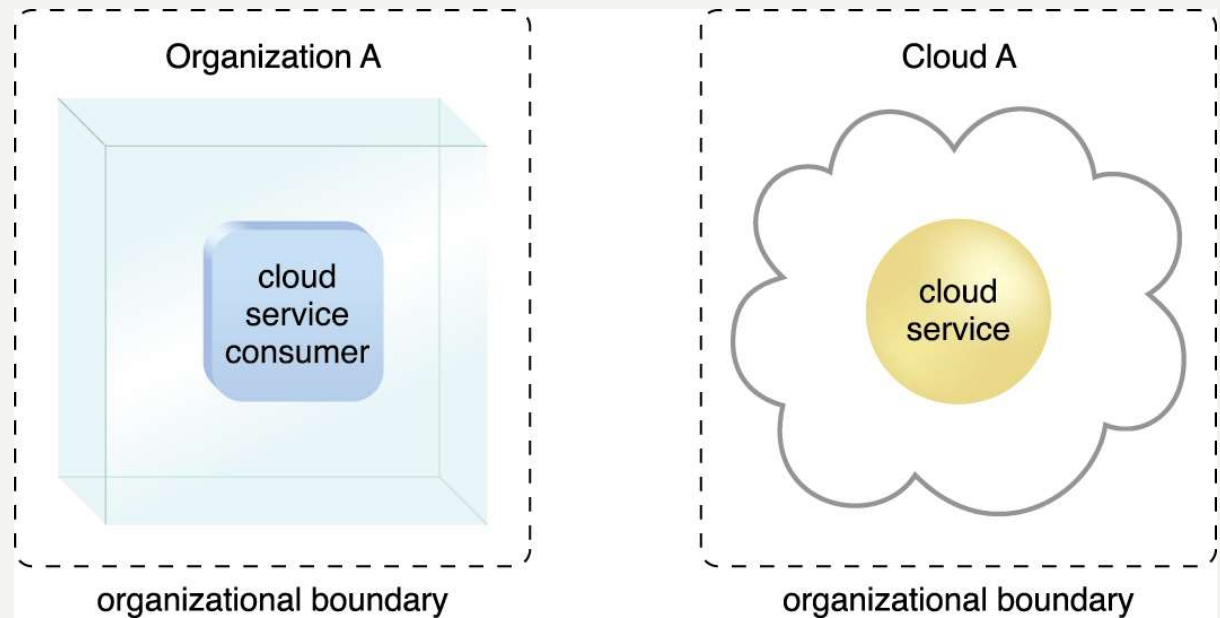 Organization A
cloud
service
consumer
organizational boundary
Cloud A
cloud
service
organizational boundary